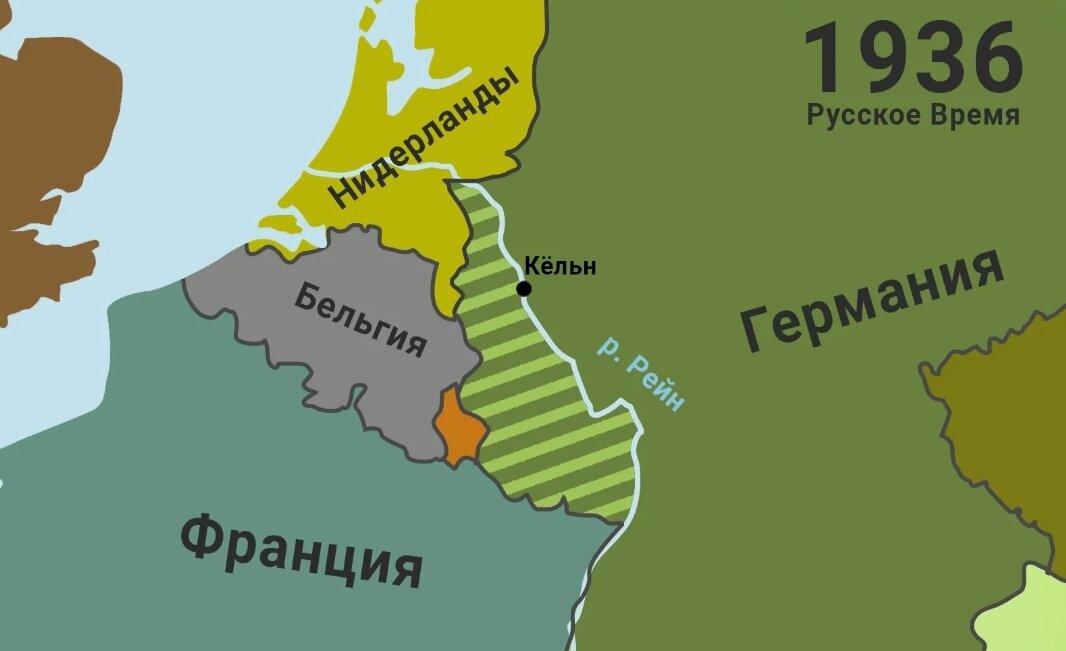 1936
Русское Время
Нидерланды
Кёльн
Бельгия
Германия
р. Рейн
Франция